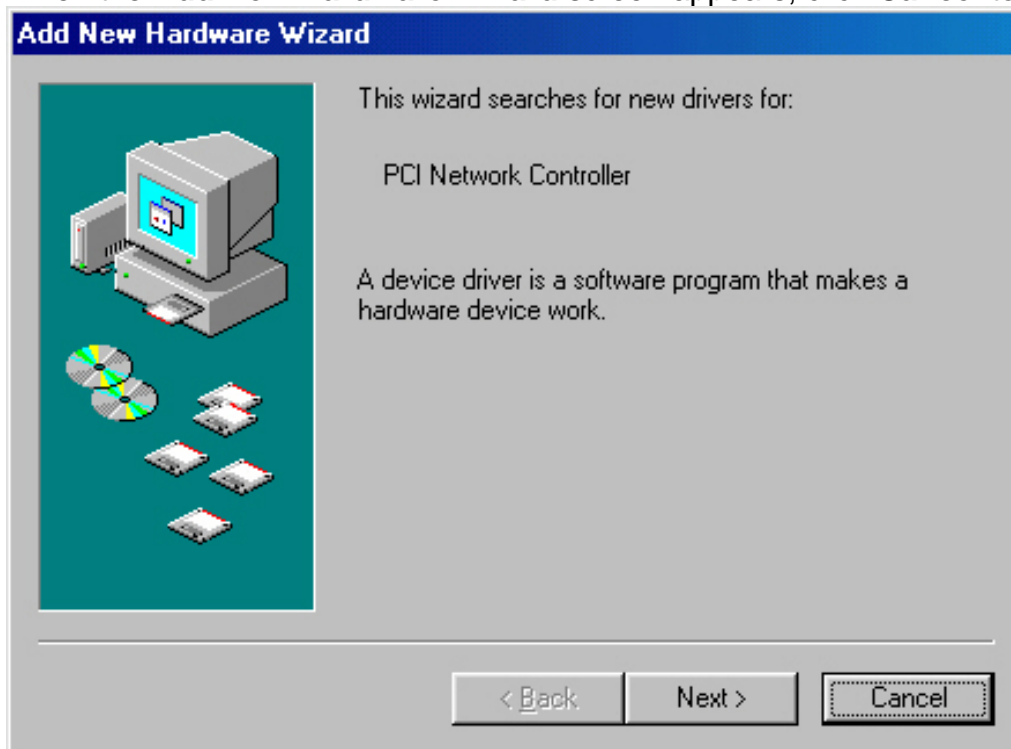 Add New Hardware Wizard
This wizard searches for new drivers for:
PCI Network Controller
A device driver is a software program that makes a
hardware device work.
< Back
Next >
Cancel